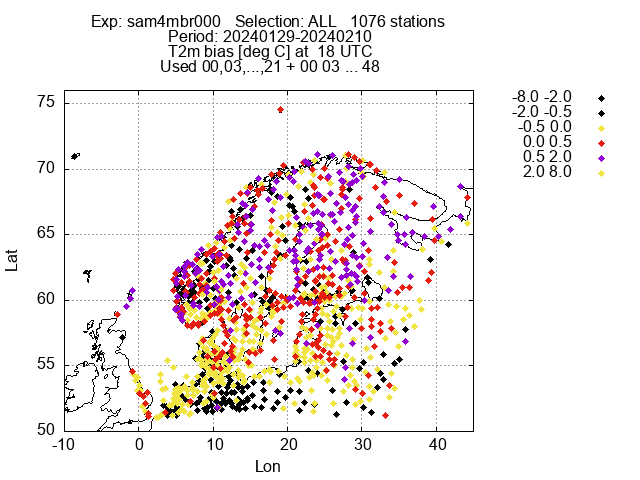 Exp: sam4mbr000   Selection: ALL   1076 stations
Period: 20240129-20240210
T2m bias [deg C] at  18 UTC
Used 00,03,...,21 + 00 03 ... 48
-8.0 -2.0
-2.0 -0.5
-0.5 0.0
0.0 0.5
0.5 2.0
2.0 8.0
75
70
65
60
55
50
Lat
-10 0 10 20 30 40
Lon